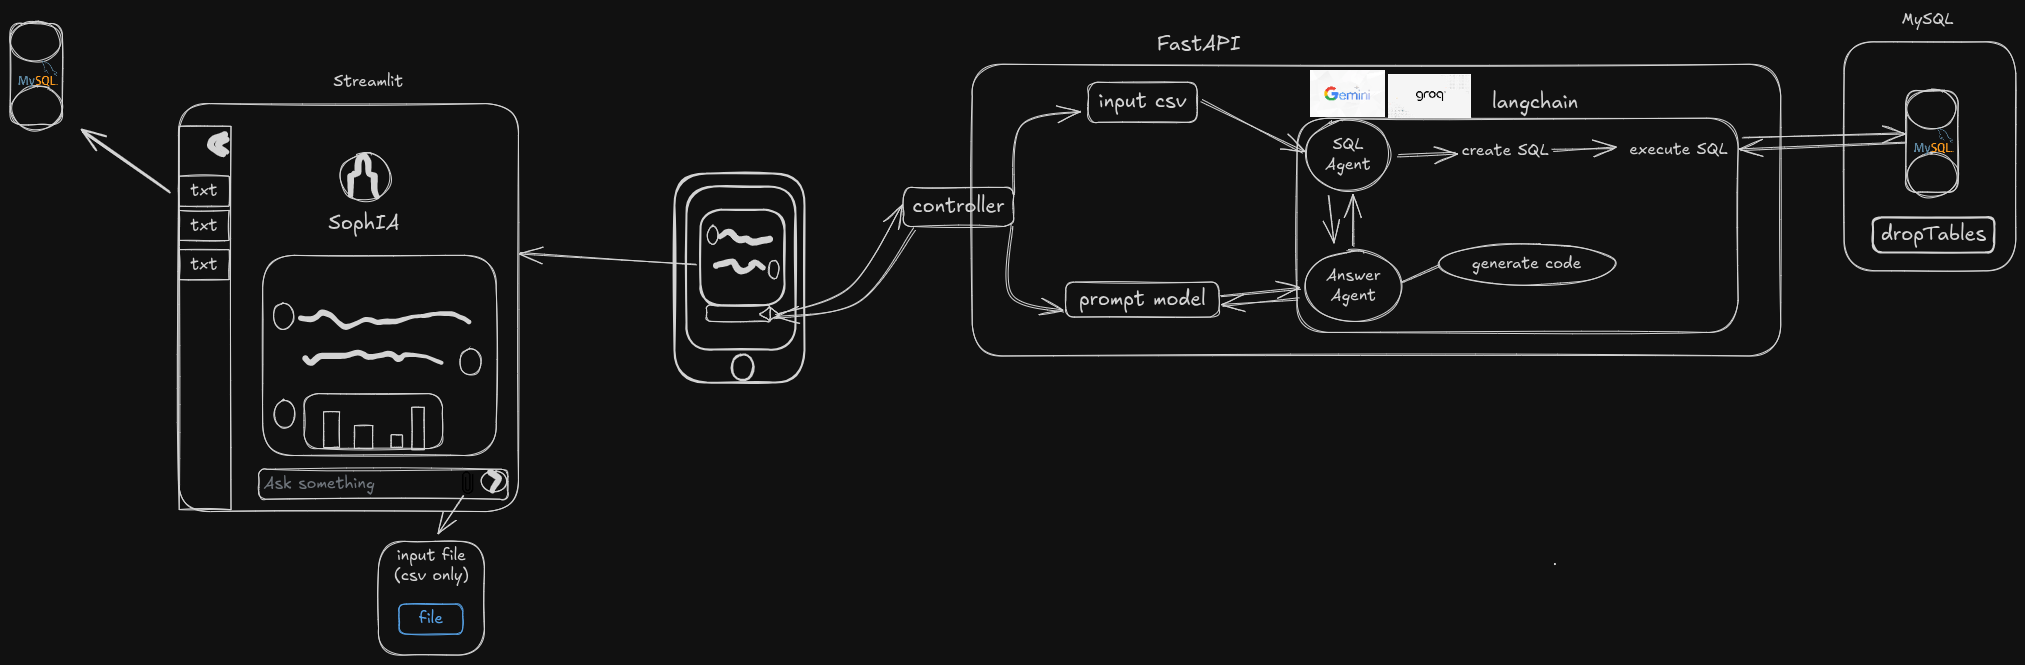 MySQL
Streamlit
txt
txt
txt
SophIA
Ask something
input file
(csv only)
file
FastAPI
controller
input csv
prompt model
Gemini
groq
langchain
SQL
Agent
create SQL
execute SQL
Answer
Agent
generate code
MySQL
MySQL
dropTables